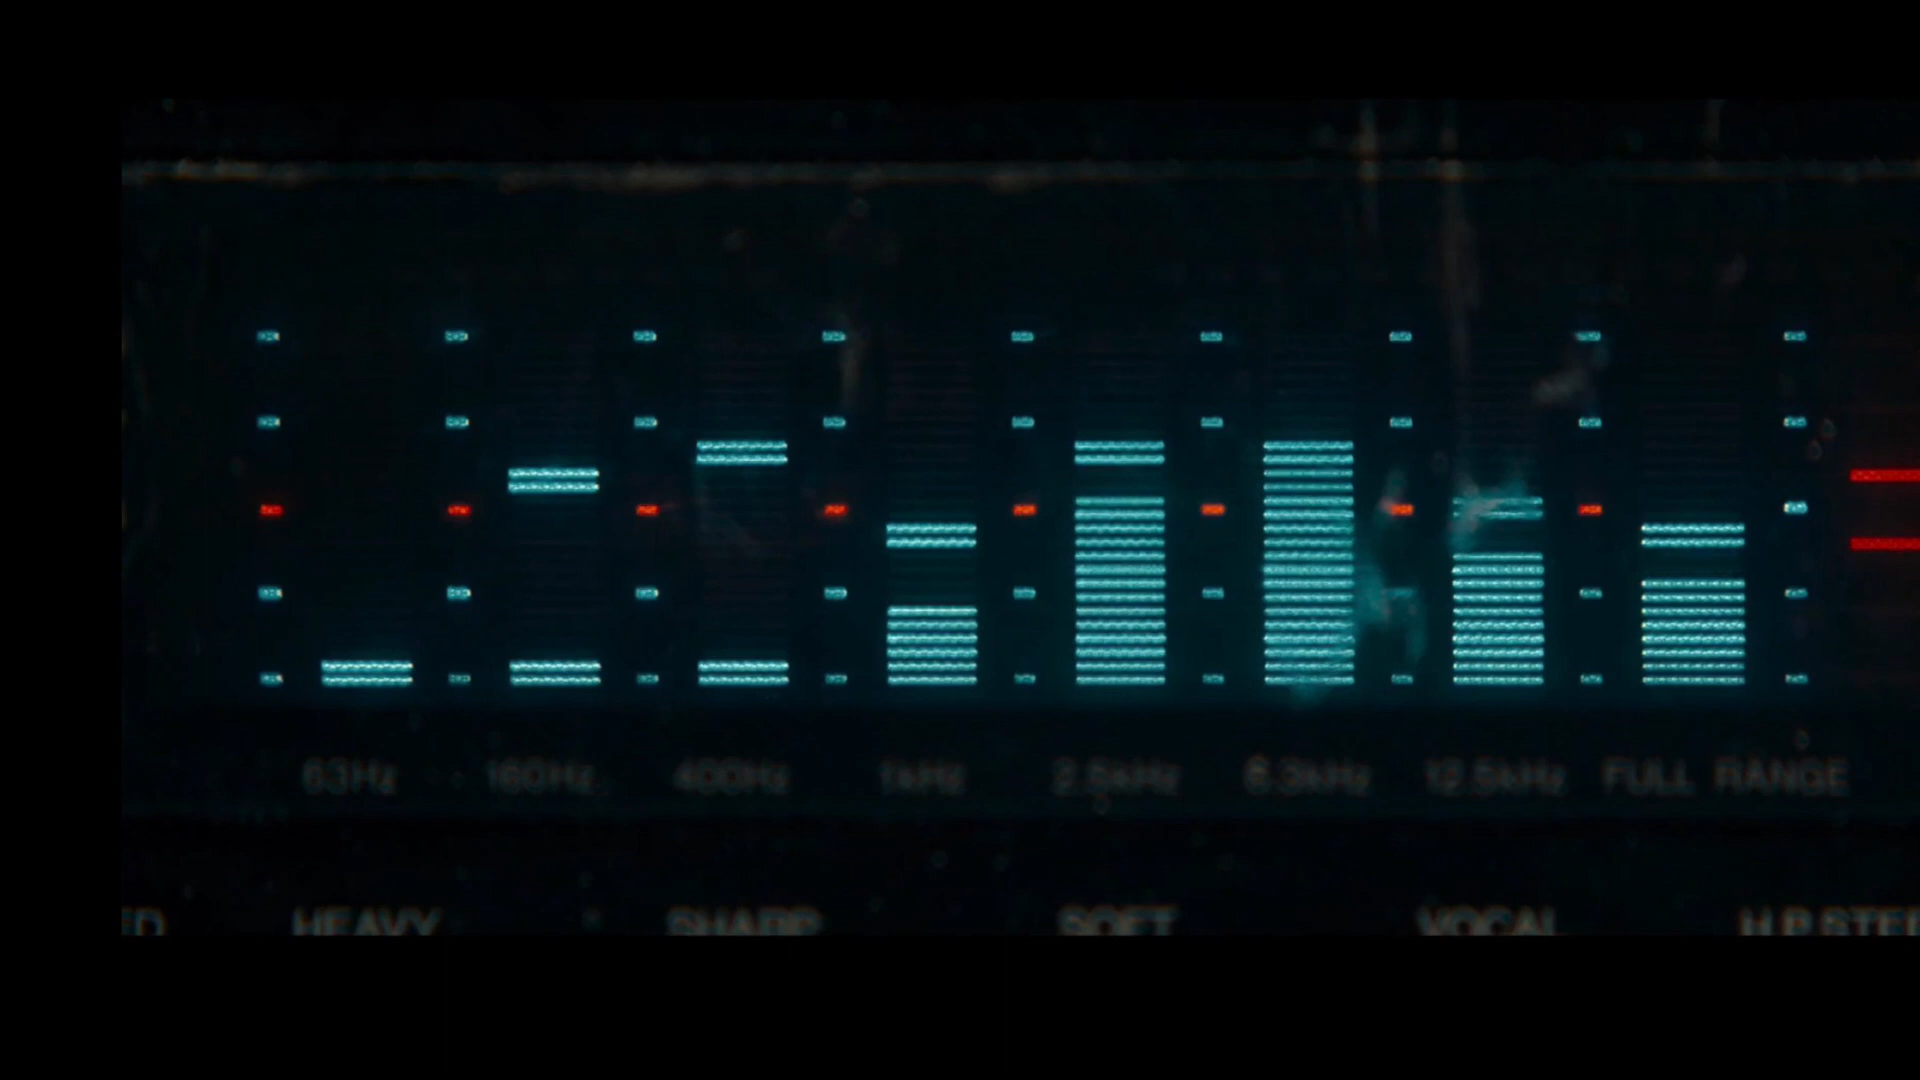 63Hz 160Hz 400Hz 1kHz 2.5kHz 6.3kHz 12.5kHz FULL RANGE
HEAVY SHARP SOFT VOCAL